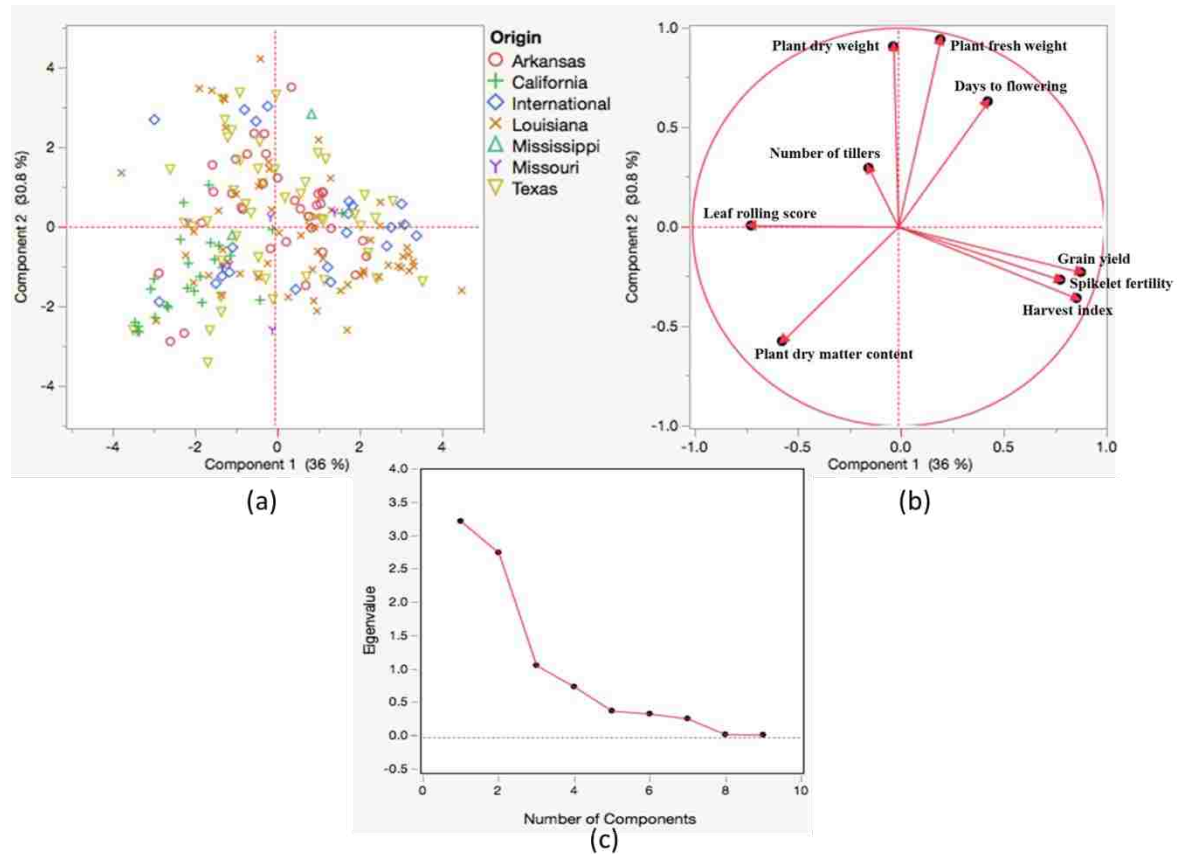 Origin
Arkansas
California
International
Louisiana
Mississippi
Missouri
Texas
4
2
0
-2
-4
Component 2 (30.8 %)
-4
-2
0
2
4
Component 1 (36 %)
(a)
1.0
0.5
0.0
-0.5
-1.0
Component 2 (30.8 %)
Plant dry weight
Plant fresh weight
Days to flowering
Number of tillers
Leaf rolling score
Grain yield
Spikelet fertility
Harvest index
Plant dry matter content
-1.0
-0.5
0.0
0.5
1.0
Component 1 (36 %)
(b)
4.0
3.5
3.0
2.5
2.0
1.5
1.0
0.5
0.0
-0.5
Eigenvalue
0
2
4
6
8
10
Number of Components
(c)